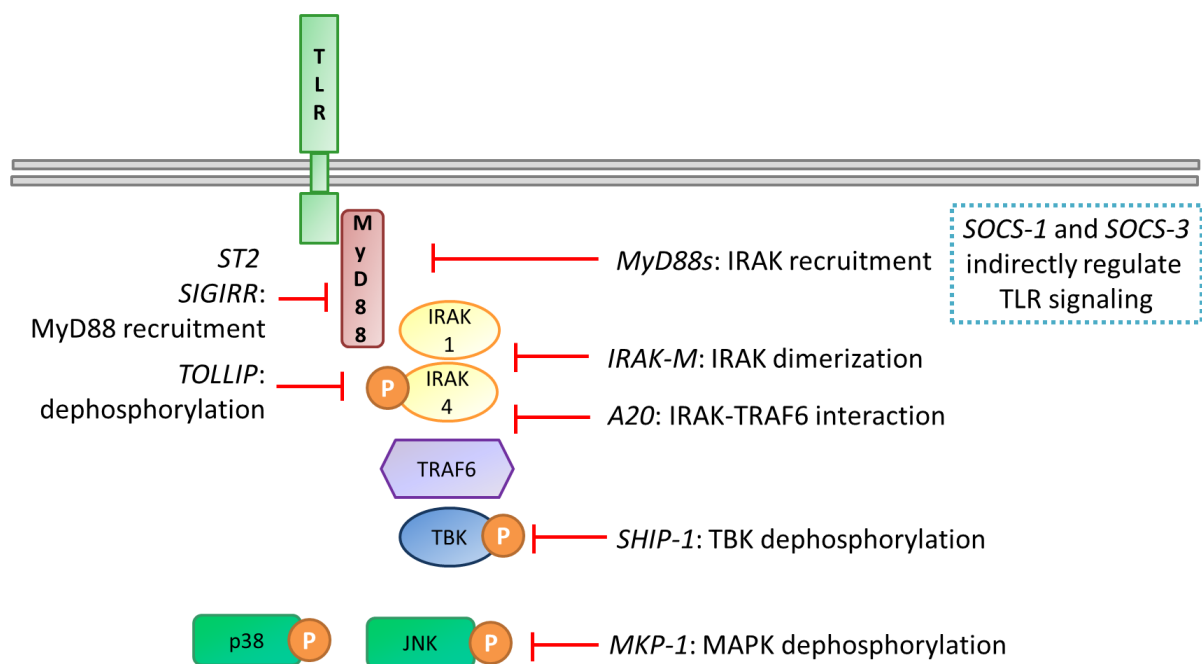 TLR
MyD88
ST2
SIGIRR:
MyD88 recruitment
TOLLIP:
dephosphorylation
MyD88s: IRAK recruitment
SOCS-1 and SOCS-3
indirectly regulate
TLR signaling
IRAK
1
IRAK-M: IRAK dimerization
P
IRAK
4
A20: IRAK-TRAF6 interaction
TRAF6
TBK
P
SHIP-1: TBK dephosphorylation
p38
P
JNK
P
MKP-1: MAPK dephosphorylation